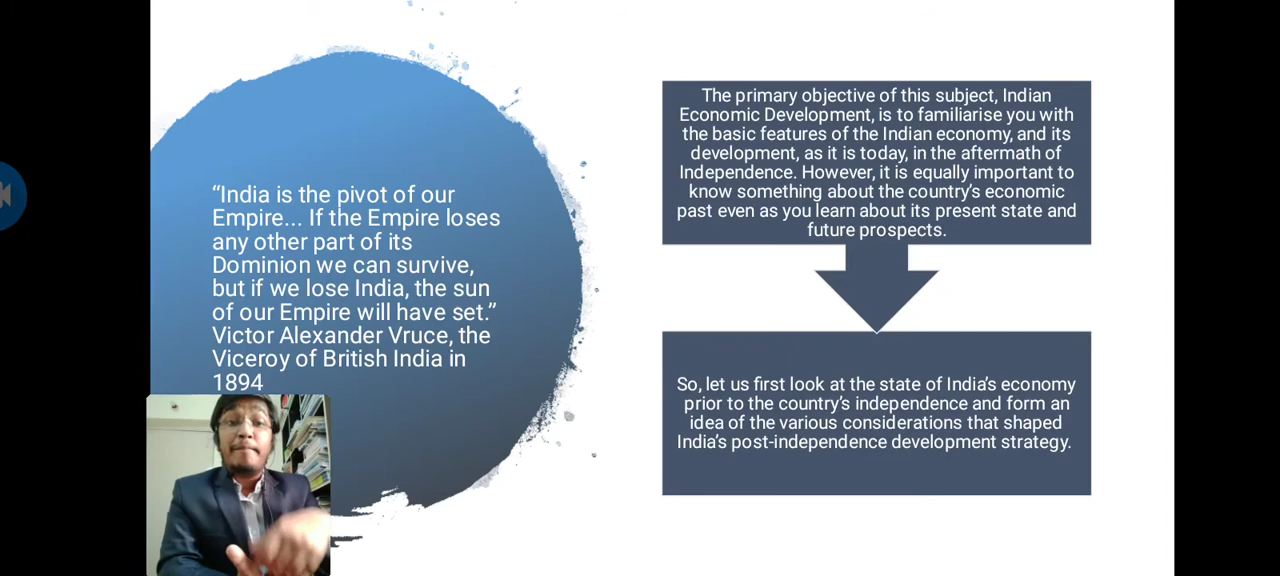 “India is the pivot of our
Empire... If the Empire loses
any other part of its
Dominion we can survive,
but if we lose India, the sun
of our Empire will have set.”
Victor Alexander Vruce, the
Viceroy of British India in
1894
The primary objective of this subject, Indian
Economic Development, is to familiarise you with
the basic features of the Indian economy, and its
development, as it is today, in the aftermath of
Independence. However, it is equally important to
know something about the country’s economic
past even as you learn about its present state and
future prospects.
So, let us first look at the state of India’s economy
prior to the country’s independence and form an
idea of the various considerations that shaped
India’s post-independence development strategy.